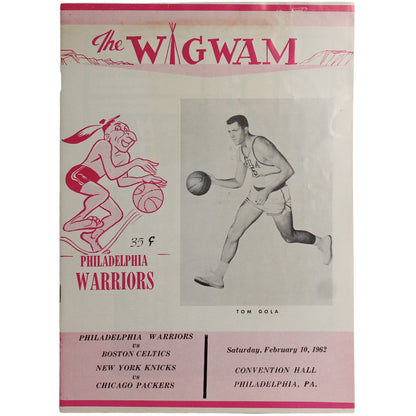 The WIGWAM
35¢
PHILADELPHIA
WARRIORS
TOM GOLA
PHILADELPHIA WARRIORS
vs
BOSTON CELTICS
NEW YORK KNICKS
vs
CHICAGO PACKERS
Saturday, February 10, 1962
CONVENTION HALL
PHILADELPHIA, PA.